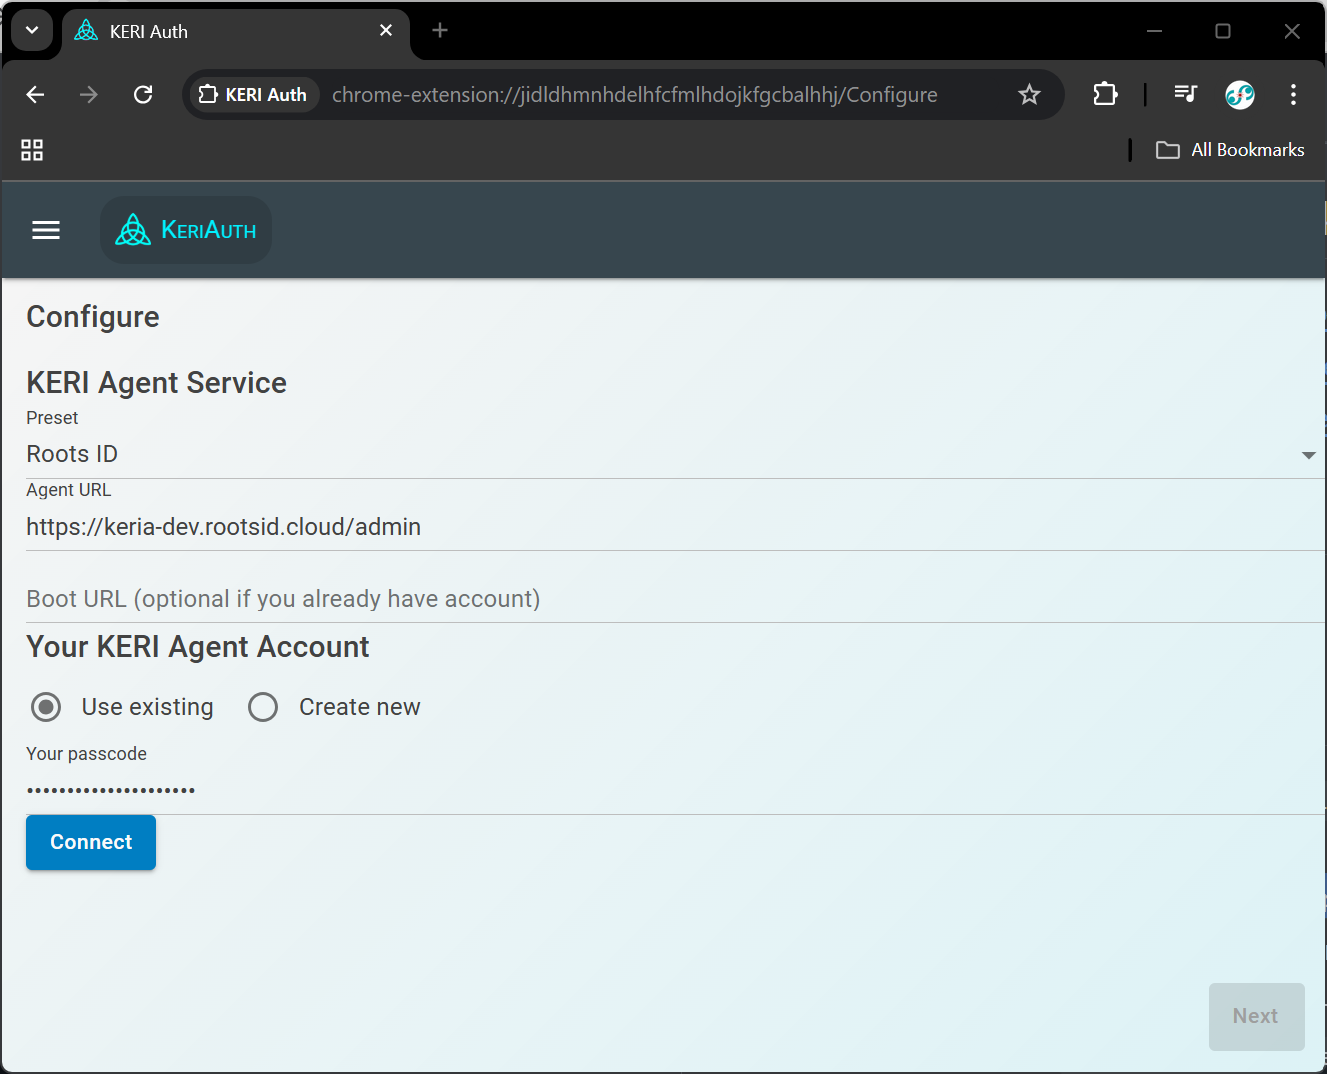 KERI Auth
KERI Auth chrome-extension://jidldhmnhdelhfcfmlhdojkfgcbalhhj/Configure
All Bookmarks
KERIAUTH
Configure
KERI Agent Service
Preset
Roots ID
Agent URL
https://keria-dev.rootsid.cloud/admin
Boot URL (optional if you already have account)
Your KERI Agent Account
Use existing Create new
Your passcode
•••••••••••••••••••••
Connect
Next